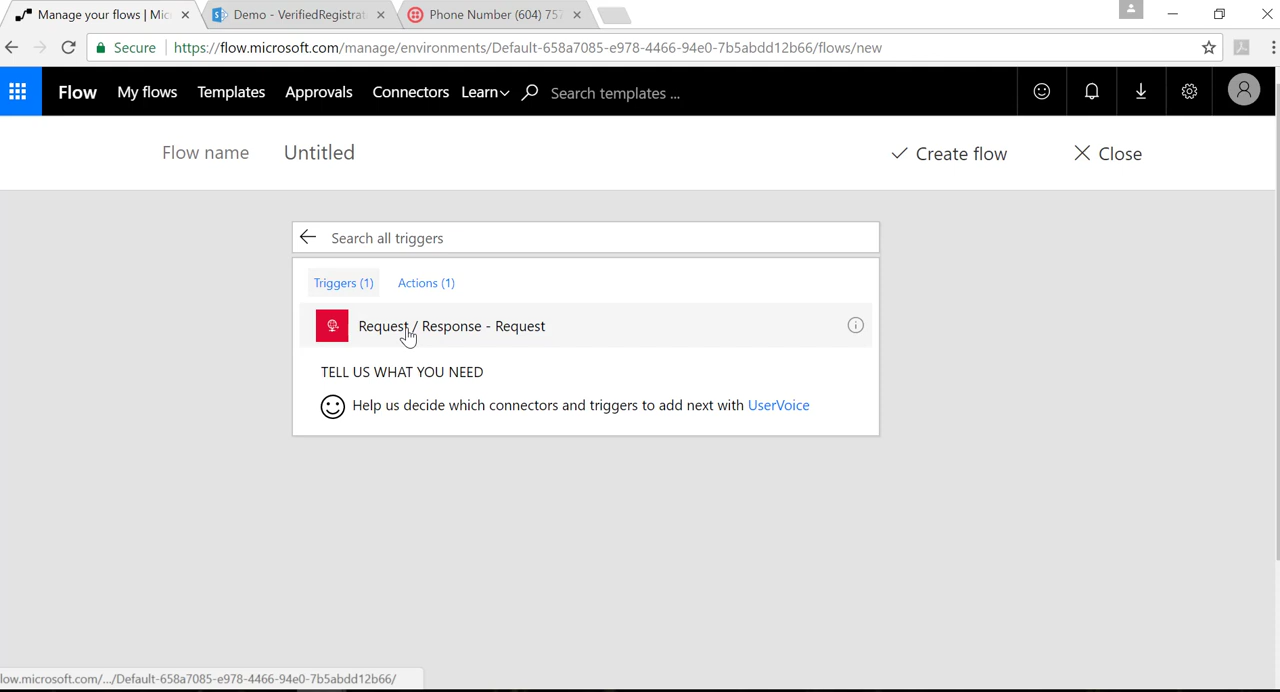 Manage your flows | Mic
Demo - VerifiedRegistrat
Phone Number (604) 757
Secure
https://flow.microsoft.com/manage/environments/Default-658a7085-e978-4466-94e0-7b5abdd12b66/flows/new
Flow My flows Templates Approvals Connectors Learn Search templates ...
Flow name Untitled Create flow Close
Search all triggers
Triggers (1) Actions (1)
Request / Response - Request
TELL US WHAT YOU NEED
Help us decide which connectors and triggers to add next with UserVoice
low.microsoft.com/.../Default-658a7085-e978-4466-94e0-7b5abdd12b66/